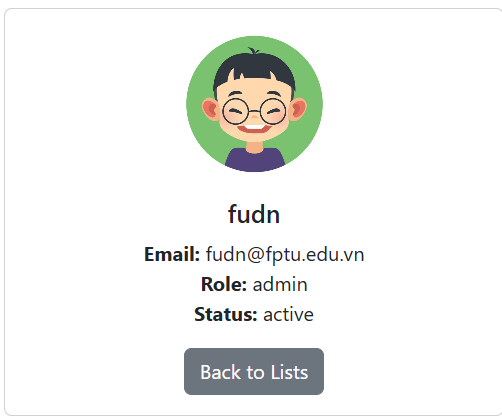 fudn
Email: fudn@fptu.edu.vn
Role: admin
Status: active
Back to Lists